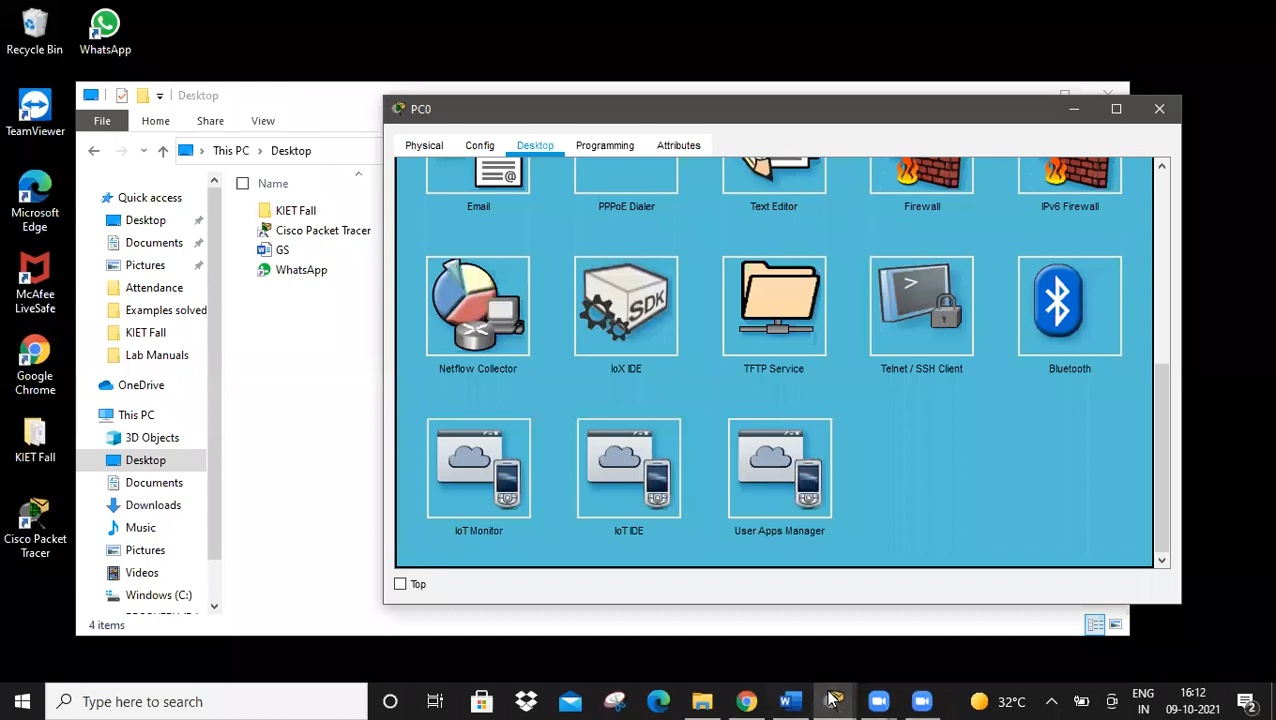 Recycle Bin
WhatsApp
TeamViewer
Microsoft
Edge
McAfee
LiveSafe
Google
Chrome
KIET Fall
Cisco Packet
Tracer
Desktop
File
Home
Share
View
This PC
Desktop
Quick access
Desktop
Documents
Pictures
Attendance
Examples solved
KIET Fall
Lab Manuals
OneDrive
This PC
3D Objects
Desktop
Documents
Downloads
Music
Pictures
Videos
Windows (C:)
Name
KIET Fall
Cisco Packet Tracer
GS
WhatsApp
4 items
PC0
Physical
Config
Desktop
Programming
Attributes
Email
PPPoE Dialer
Text Editor
Firewall
IPv6 Firewall
SDK
Netflow Collector
IoX IDE
TFTP Service
Telnet / SSH Client
Bluetooth
IoT Monitor
IoT IDE
User Apps Manager
Top
Type here to search
32°C
ENG
IN
16:12
09-10-2021
2